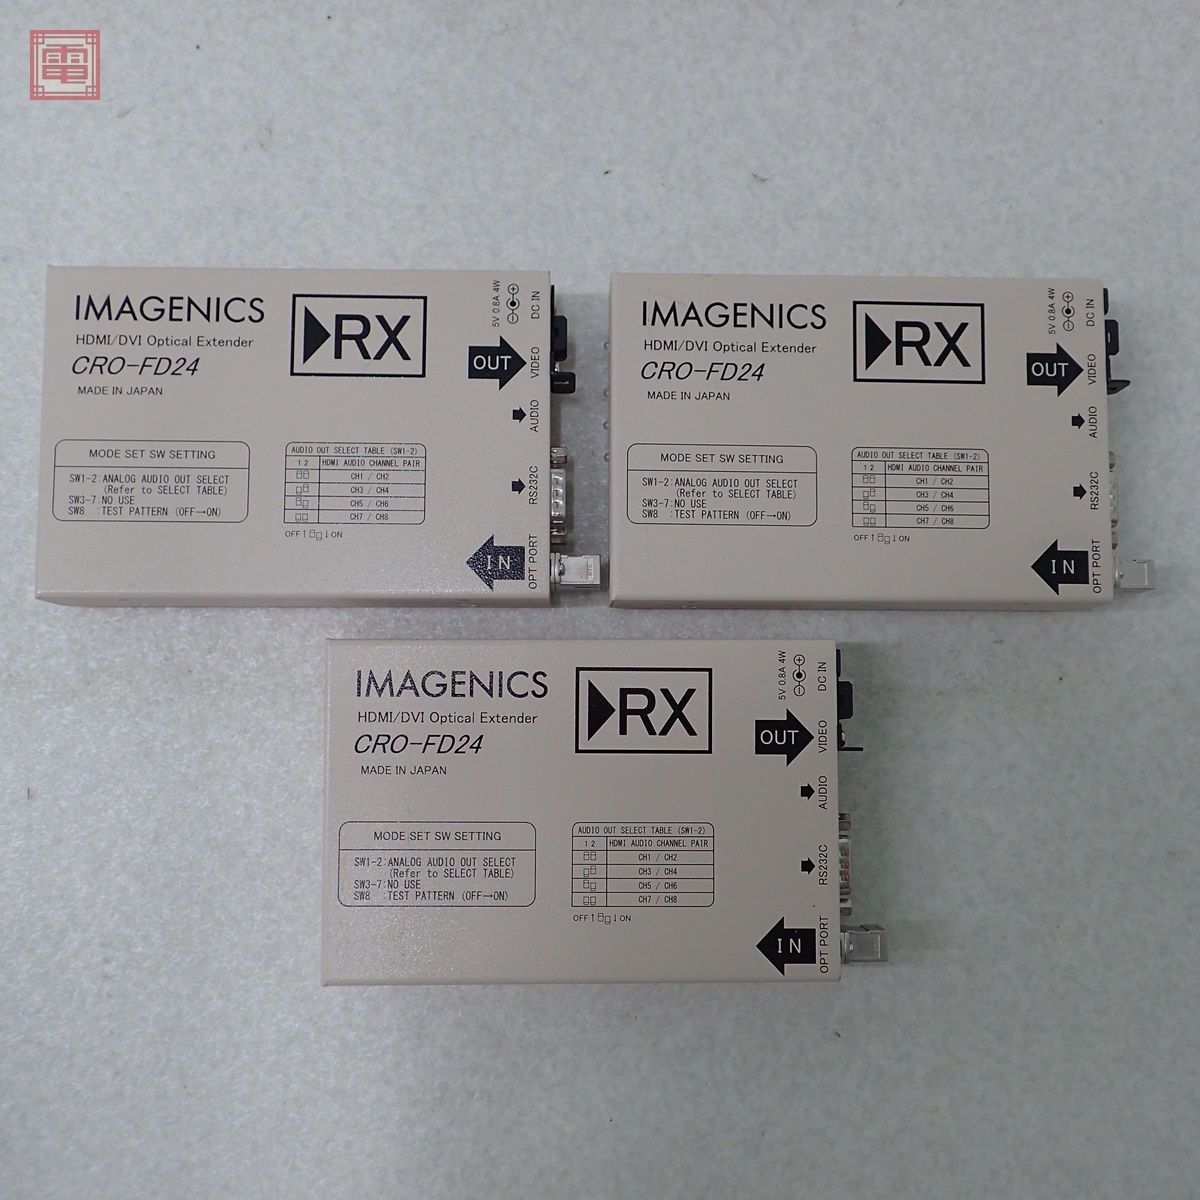 電
IMAGENICS
HDMI/DVI Optical Extender
CRO-FD24
MADE IN JAPAN
RX
5V 0.8A 4W
DC IN
OUT
VIDEO
AUDIO
RS232C
IN
OPT PORT
MODE SET SW SETTING
SW1-2:ANALOG AUDIO OUT SELECT
(Refer to SELECT TABLE)
SW3-7:NO USE
SW8 :TEST PATTERN (OFF→ON)
AUDIO OUT SELECT TABLE (SW1-2)
1 2 HDMI AUDIO CHANNEL PAIR
CH1 / CH2
CH3 / CH4
CH5 / CH6
CH7 / CH8
OFF↑ ↓ON
IMAGENICS
HDMI/DVI Optical Extender
CRO-FD24
MADE IN JAPAN
RX
5V 0.8A 4W
DC IN
OUT
VIDEO
AUDIO
RS232C
IN
OPT PORT
MODE SET SW SETTING
SW1-2:ANALOG AUDIO OUT SELECT
(Refer to SELECT TABLE)
SW3-7:NO USE
SW8 :TEST PATTERN (OFF→ON)
AUDIO OUT SELECT TABLE (SW1-2)
1 2 HDMI AUDIO CHANNEL PAIR
CH1 / CH2
CH3 / CH4
CH5 / CH6
CH7 / CH8
OFF↑ ↓ON
IMAGENICS
HDMI/DVI Optical Extender
CRO-FD24
MADE IN JAPAN
RX
5V 0.8A 4W
DC IN
OUT
VIDEO
AUDIO
RS232C
IN
OPT PORT
MODE SET SW SETTING
SW1-2:ANALOG AUDIO OUT SELECT
(Refer to SELECT TABLE)
SW3-7:NO USE
SW8 :TEST PATTERN (OFF→ON)
AUDIO OUT SELECT TABLE (SW1-2)
1 2 HDMI AUDIO CHANNEL PAIR
CH1 / CH2
CH3 / CH4
CH5 / CH6
CH7 / CH8
OFF↑ ↓ON